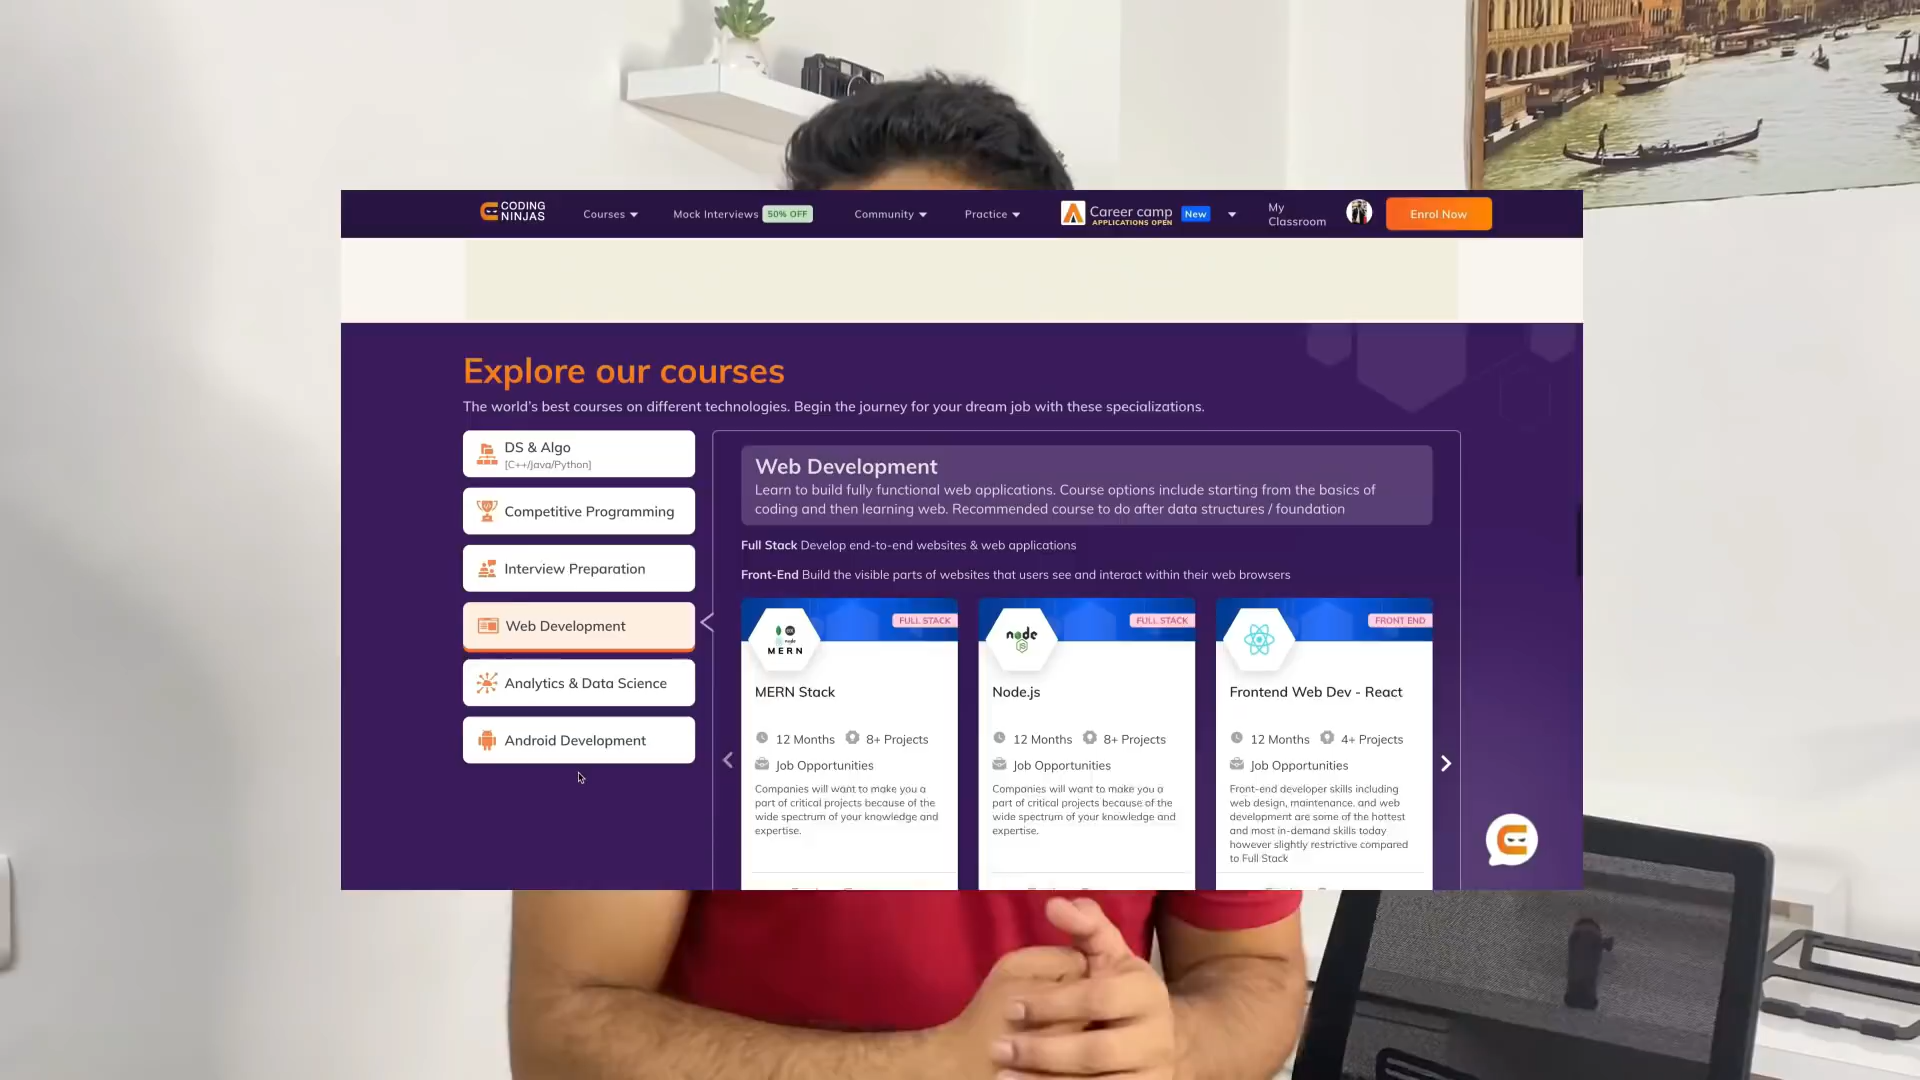 CODING
NINJAS
Courses
Mock Interviews 50% OFF
Community
Practice
Career camp New
APPLICATIONS OPEN
My
Classroom
Enrol Now
Explore our courses
The world's best courses on different technologies. Begin the journey for your dream job with these specializations.
DS & Algo
[C++/Java/Python]
Competitive Programming
Interview Preparation
Web Development
Analytics & Data Science
Android Development
Web Development
Learn to build fully functional web applications. Course options include starting from the basics of
coding and then learning web. Recommended course to do after data structures / foundation
Full Stack Develop end-to-end websites & web applications
Front-End Build the visible parts of websites that users see and interact within their web browsers
FULL STACK
node
MERN
MERN Stack
12 Months 8+ Projects
Job Opportunities
Companies will want to make you a
part of critical projects because of the
wide spectrum of your knowledge and
expertise.
FULL STACK
node
Node.js
12 Months 8+ Projects
Job Opportunities
Companies will want to make you a
part of critical projects because of the
wide spectrum of your knowledge and
expertise.
FRONT END
Frontend Web Dev - React
12 Months 4+ Projects
Job Opportunities
Front-end developer skills including
web design, maintenance. and web
development are some of the hottest
and most in-demand skills today
however slightly restrictive compared
to Full Stack